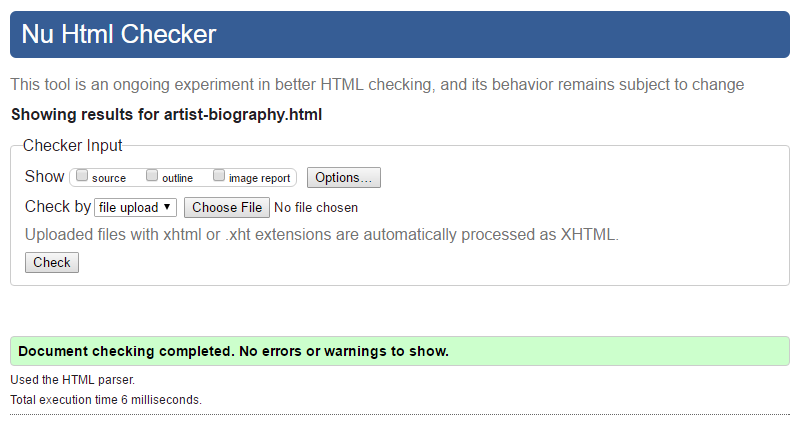 Nu Html Checker
This tool is an ongoing experiment in better HTML checking, and its behavior remains subject to change
Showing results for artist-biography.html
Checker Input
Show source outline image report Options...
Check by file upload Choose File No file chosen
Uploaded files with xhtml or .xht extensions are automatically processed as XHTML.
Check
Document checking completed. No errors or warnings to show.
Used the HTML parser.
Total execution time 6 milliseconds.